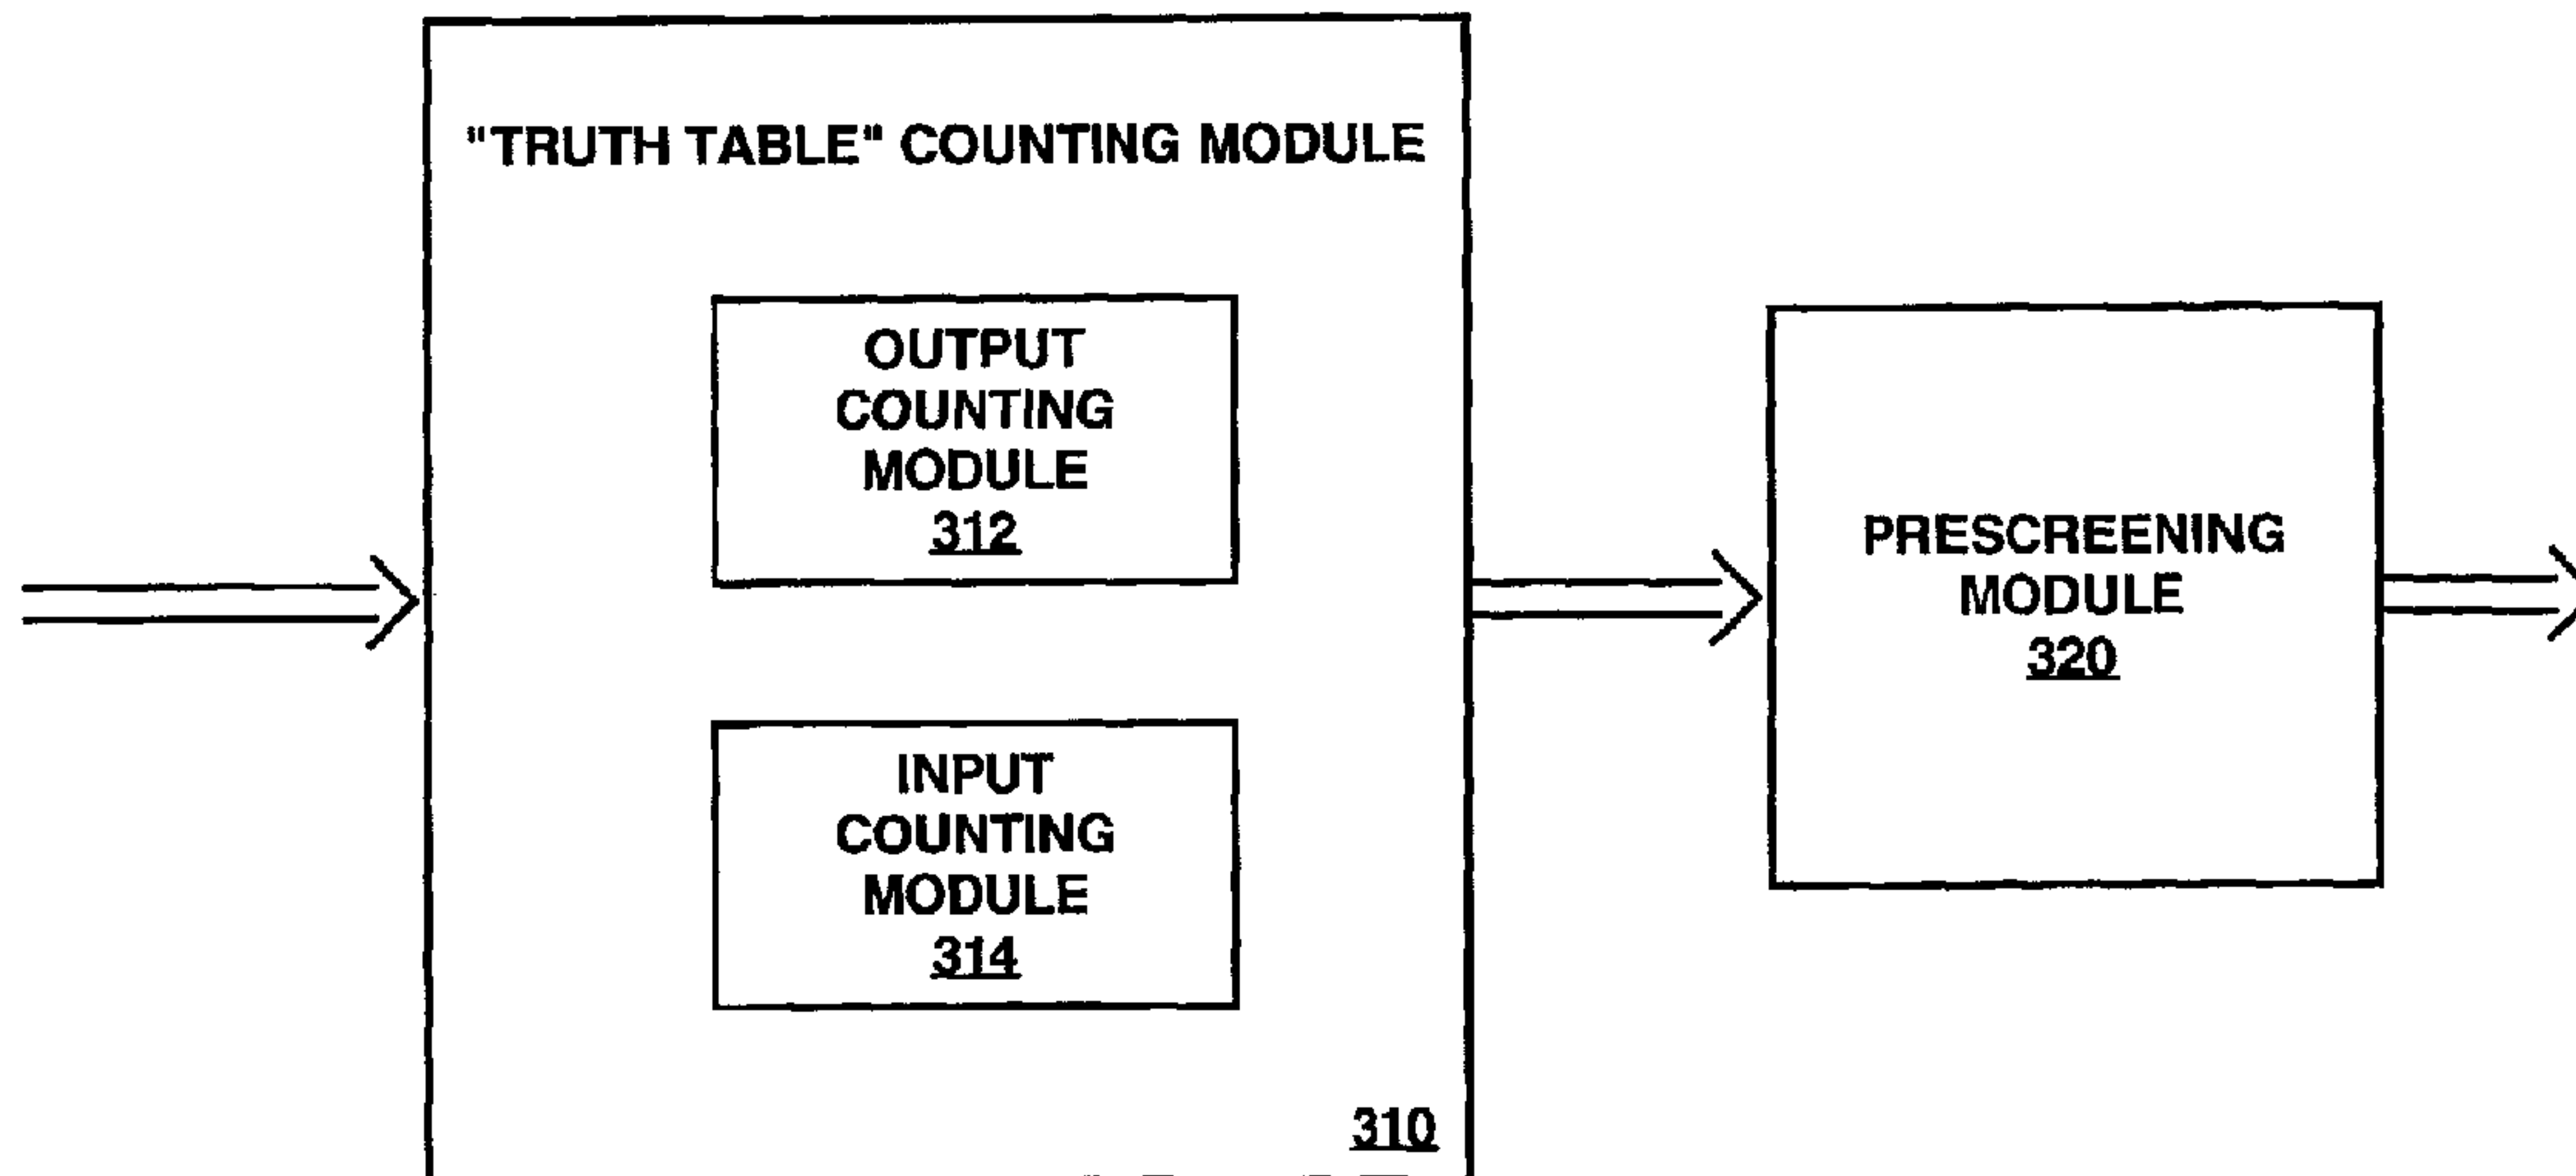 "TRUTH TABLE" COUNTING MODULE
OUTPUT
COUNTING
MODULE
312
INPUT
COUNTING
MODULE
314
310
PRESCREENING
MODULE
320